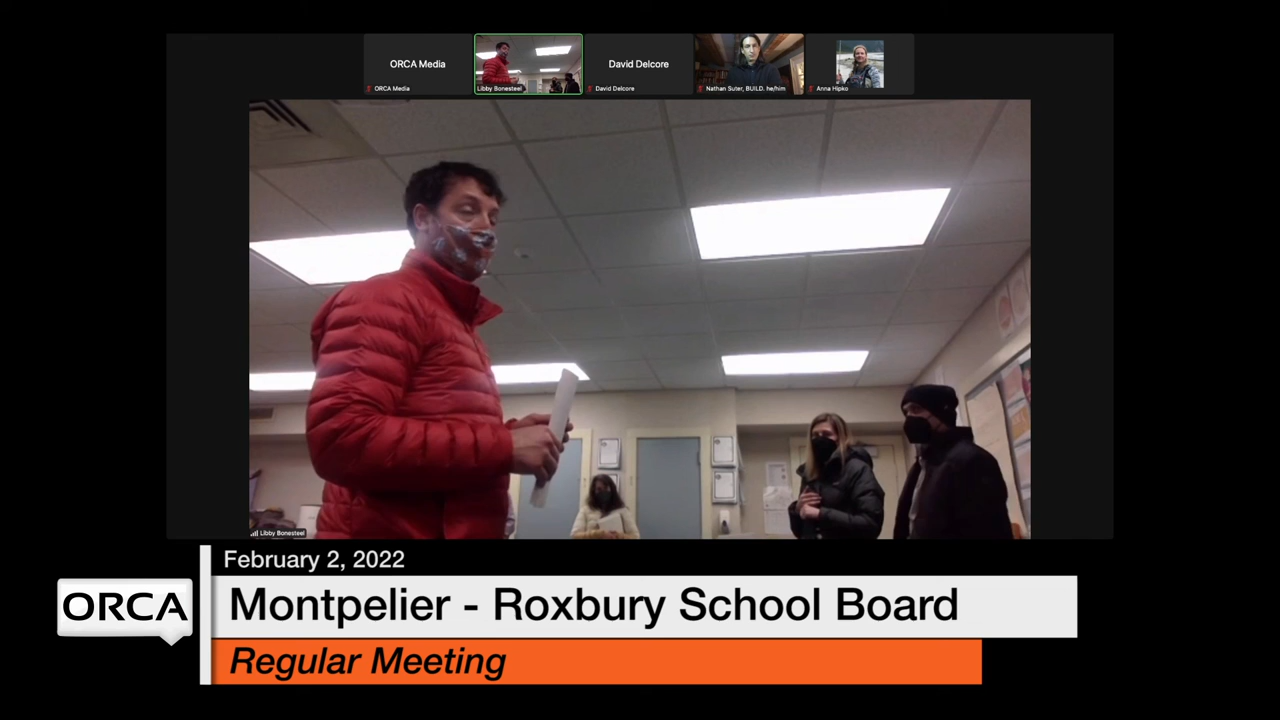 ORCA Media
David Delcore
ORCA Media
Libby Bonesteel
David Delcore
Nathan Suter, BUILD. he/him
Anna Hipko
Libby Bonesteel
February 2, 2022
ORCA
Montpelier - Roxbury School Board
Regular Meeting